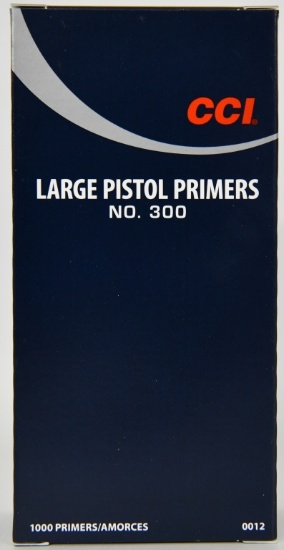 CCI
LARGE PISTOL PRIMERS
NO. 300
1000 PRIMERS/AMORCES 0012